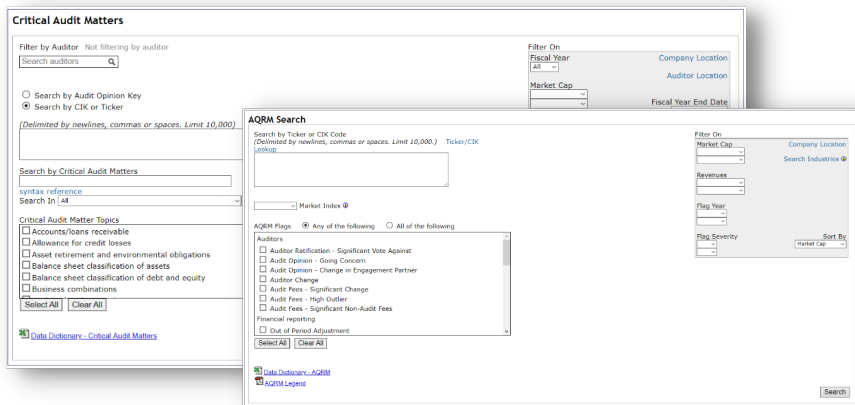 Critical Audit Matters
Filter by Auditor Not filtering by auditor
Search auditors
Search by Audit Opinion Key
Search by CIK or Ticker
(Delimited by newlines, commas or spaces. Limit 10,000)
Search by Critical Audit Matters
syntax reference
Search In All
Critical Audit Matter Topics
Accounts/loans receivable
Allowance for credit losses
Asset retirement and environmental obligations
Balance sheet classification of assets
Balance sheet classification of debt and equity
Business combinations
Select All Clear All
Data Dictionary - Critical Audit Matters
Filter On
Fiscal Year Company Location
All
Auditor Location
Market Cap
Fiscal Year End Date
AQRM Search
Search by Ticker or CIK Code
(Delimited by newlines, commas or spaces. Limit 10,000.) Ticker/CIK
Lookup
Market Index
AQRM Flags Any of the following All of the following
Auditors
Auditor Ratification - Significant Vote Against
Audit Opinion - Going Concern
Audit Opinion - Change in Engagement Partner
Auditor Change
Audit Fees - Significant Change
Audit Fees - High Outlier
Audit Fees - Significant Non-Audit Fees
Financial reporting
Out of Period Adjustment
Select All Clear All
Data Dictionary - AQRM
AQRM Legend
Filter On
Market Cap Company Location
Search Industries
Revenues
Flag Year
Flag Severity Sort By
Market Cap
Search